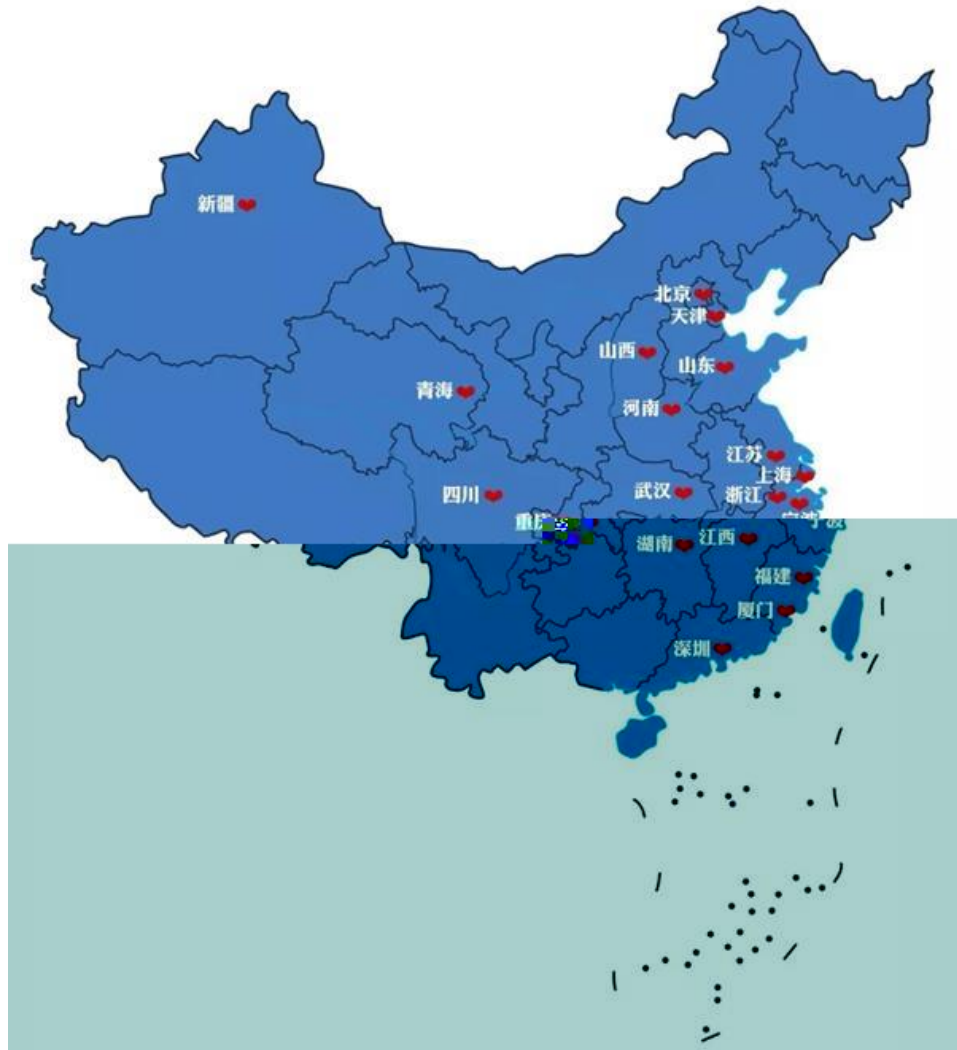 新疆
北京
天津
山西
山东
青海
河南
江苏
上海
四川
武汉
浙江
湖南
江西
福建
厦门
深圳